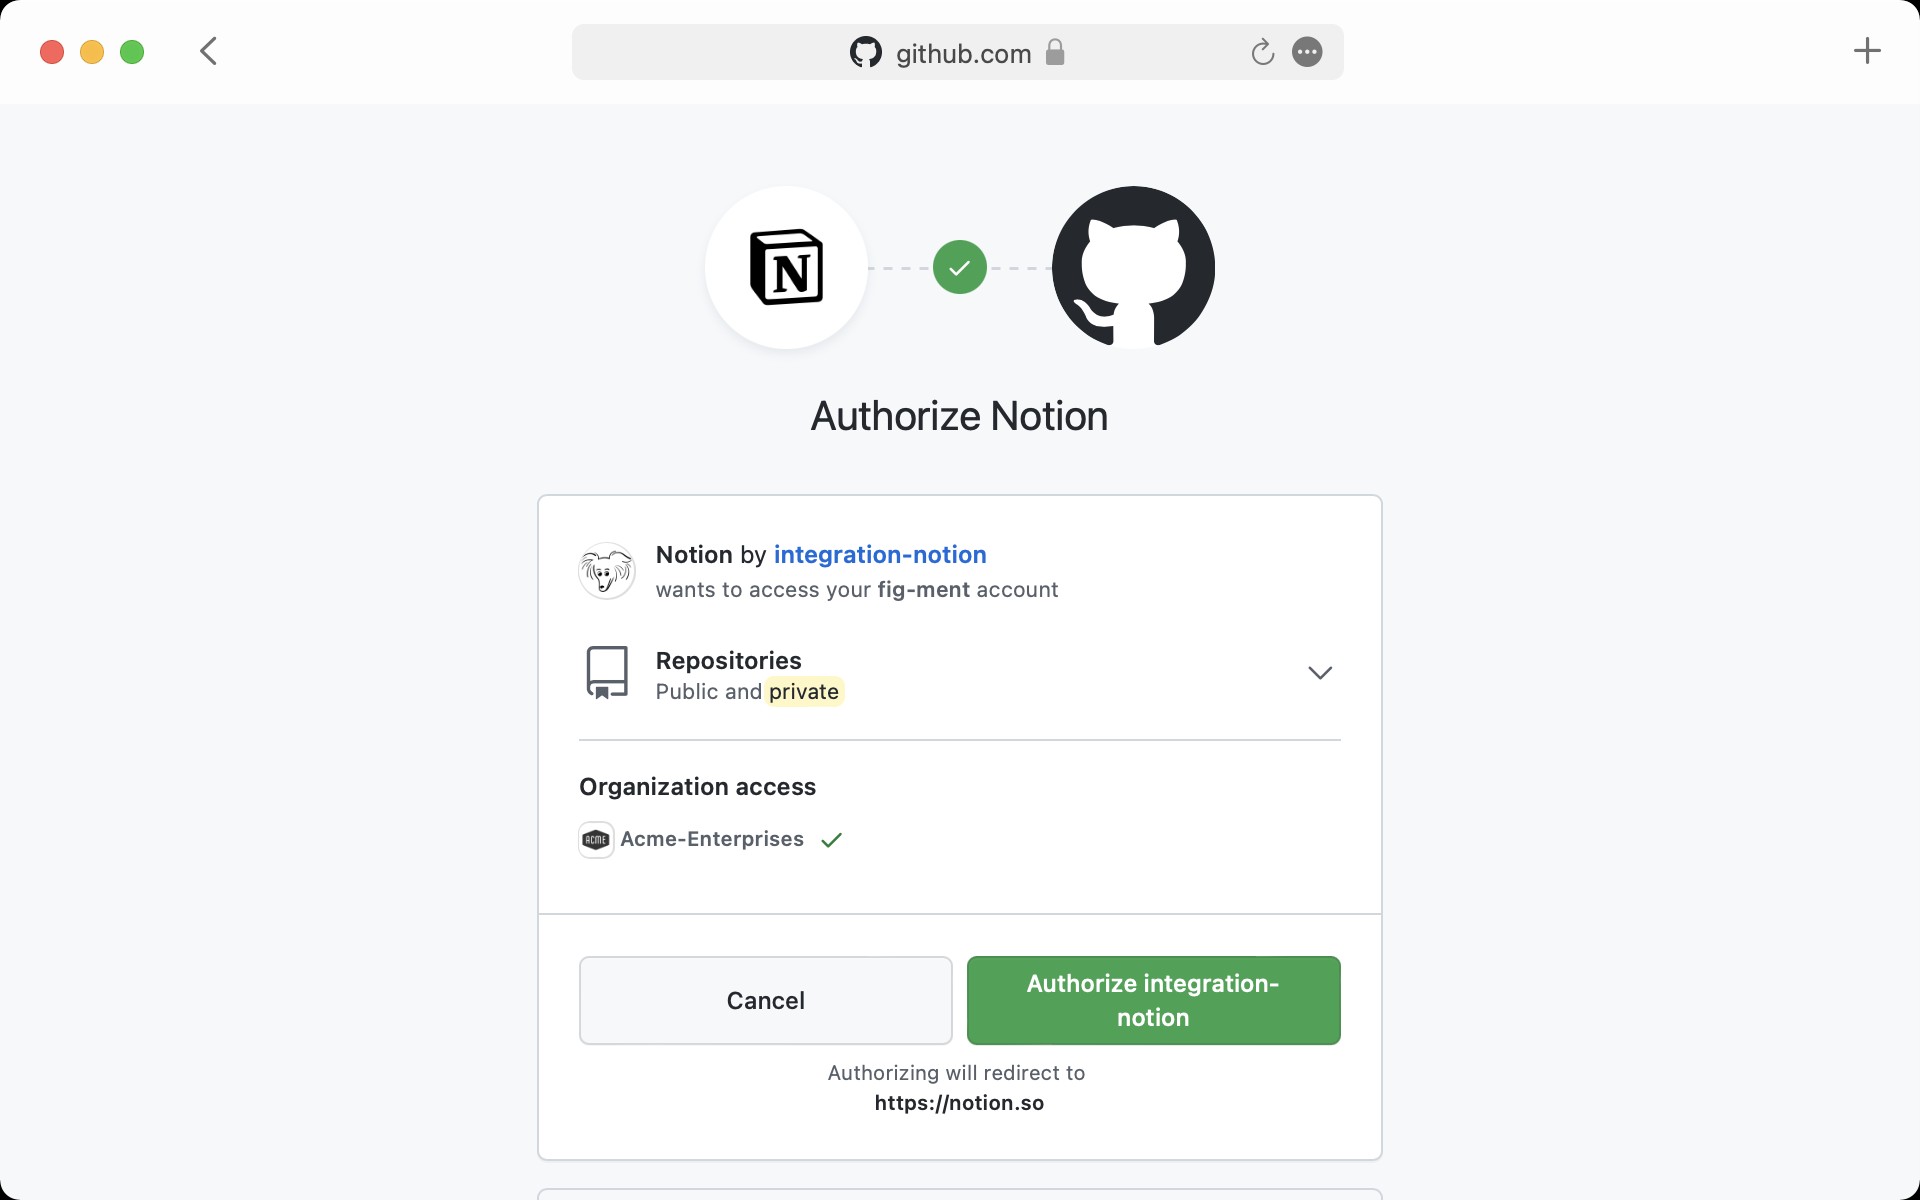 github.com
N
Authorize Notion
Notion by integration-notion
wants to access your fig-ment account
Repositories
Public and private
Organization access
ACME Acme-Enterprises
Cancel
Authorize integration-
notion
Authorizing will redirect to
https://notion.so